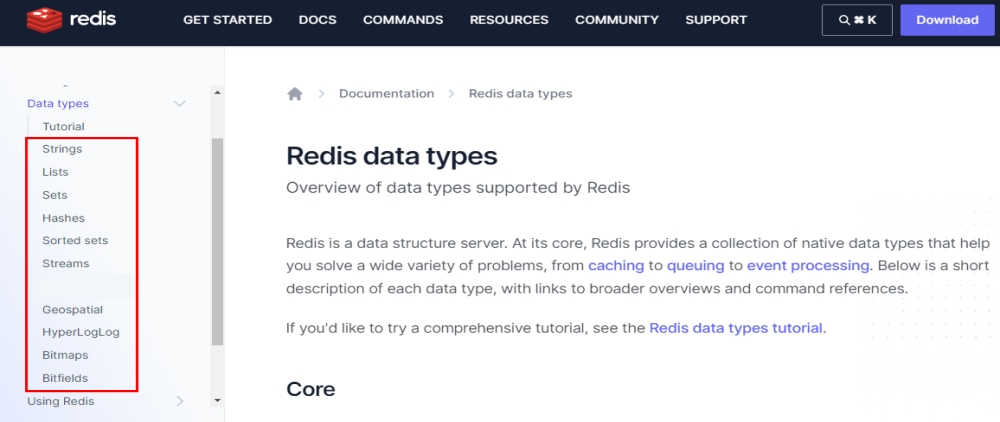 redis
GET STARTED DOCS COMMANDS RESOURCES COMMUNITY SUPPORT
⌘ K
Download
Data types
Tutorial
Strings
Lists
Sets
Hashes
Sorted sets
Streams
Geospatial
HyperLogLog
Bitmaps
Bitfields
Using Redis
Documentation > Redis data types
Redis data types
Overview of data types supported by Redis
Redis is a data structure server. At its core, Redis provides a collection of native data types that help
you solve a wide variety of problems, from caching to queuing to event processing. Below is a short
description of each data type, with links to broader overviews and command references.
If you'd like to try a comprehensive tutorial, see the Redis data types tutorial.
Core